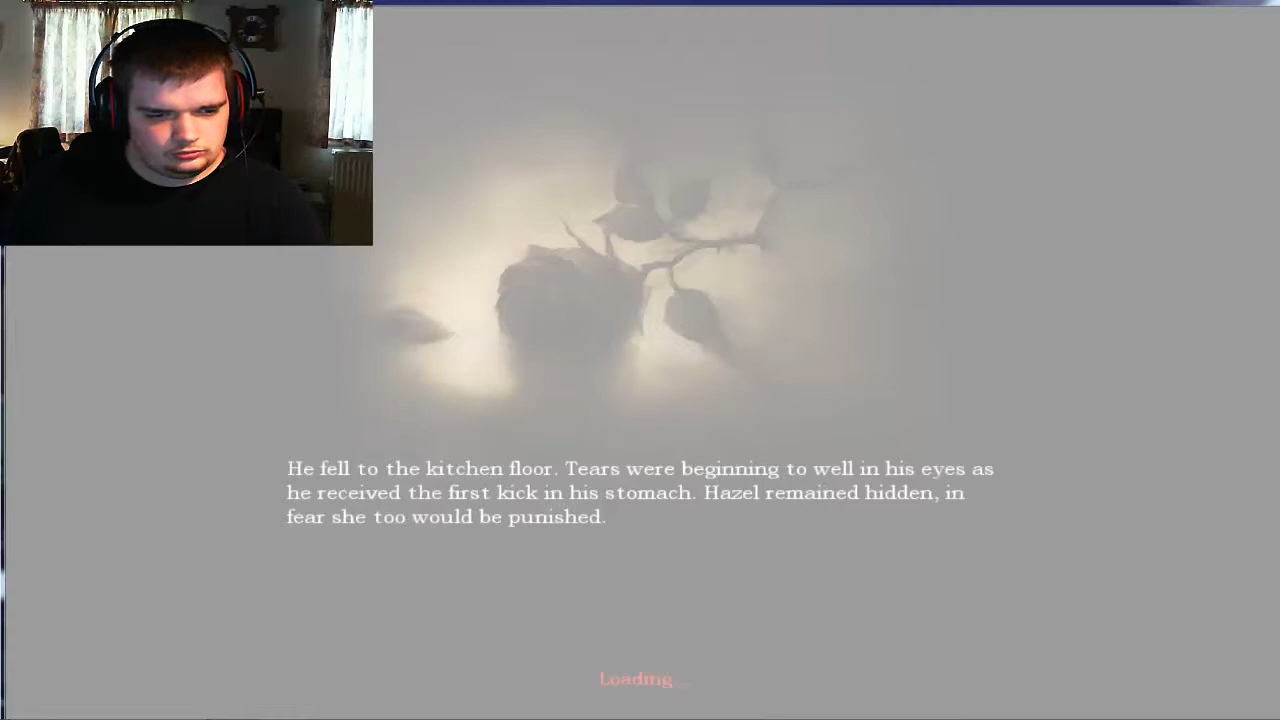 He fell to the kitchen floor. Tears were beginning to well in his eyes as
he received the first kick in his stomach. Hazel remained hidden, in
fear she too would be punished.
Loading...